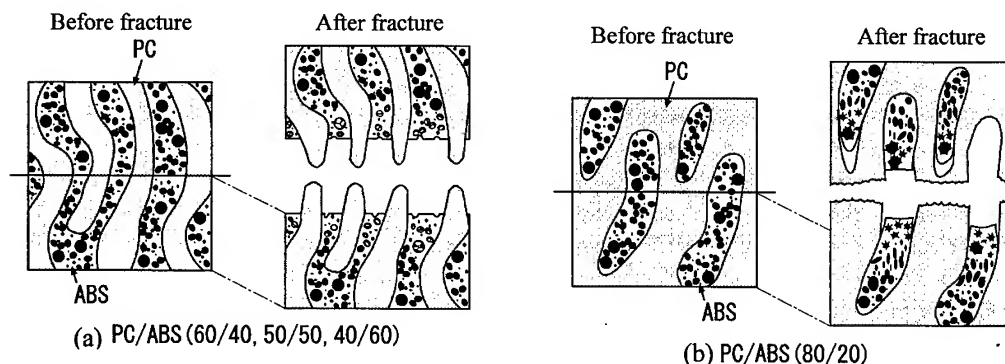 Before fracture
PC
After fracture
ABS
(a) PC/ABS(60/40, 50/50, 40/60)
Before fracture
PC
After fracture
ABS
(b) PC/ABS(80/20)